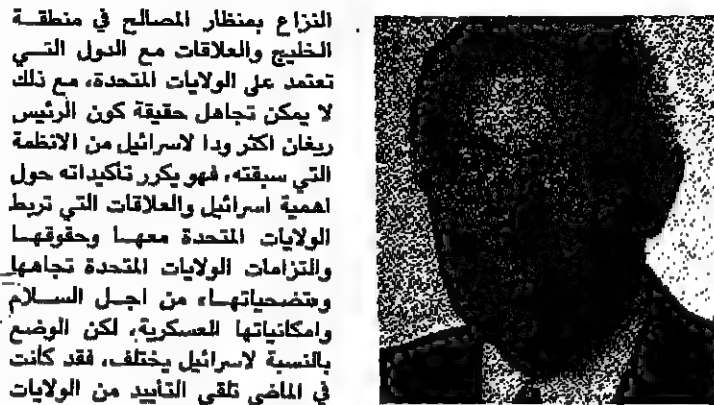 النزاع بمنظار المصالح في منطقة
الخليج والعلاقات مع الدول التي
تعتمد على الولايات المتحدة، مع ذلك
لا يمكن تجاهل حقيقة كون الرئيس
ريغان اكثر ودا لاسرائيل من الانظمة
التي سبقته، فهو يكرر تأكيداته حول
اهمية اسرائيل والعلاقات التي تربط
الولايات المتحدة معها وحقوقها
والتزامات الولايات المتحدة تجاهها
وبتضحياتها، من اجل السلام
وامكانياتها العسكرية، لكن الوضع
بالنسبة لاسرائيل يختلف، فقد كانت
في الماضي تلقى التأييد من الولايات